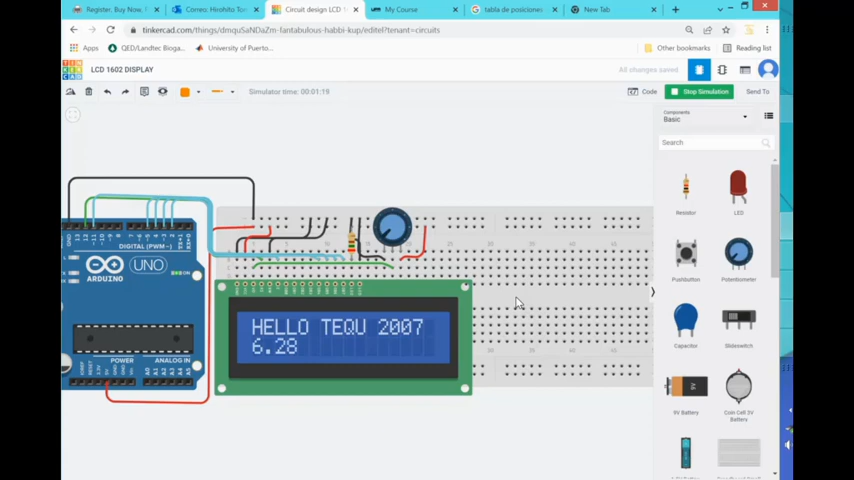 Register, Buy Now,
Correo: Hirohito Tor
Circuit design LCD 1
My Course
tabla de posiciones
New Tab
tinkercad.com/things/dmquSaNDaZm-fantabulous-habbi-kup/editel?tenant=circuits
Apps
QED/Landtec Bioga...
University of Puerto...
Other bookmarks
Reading list
TIN
KER
CAD
LCD 1602 DISPLAY
All changes saved
Simulator time: 00:01:19
Code
Stop Simulation
Send To
Components
Basic
Search
Resistor
LED
Pushbutton
Potentiometer
Capacitor
Slideswitch
9V Battery
Coin Cell 3V
Battery
DIGITAL (PWM~)
UNO
ARDUINO
ON
POWER
ANALOG IN
HELLO TEQU 2007
6.28